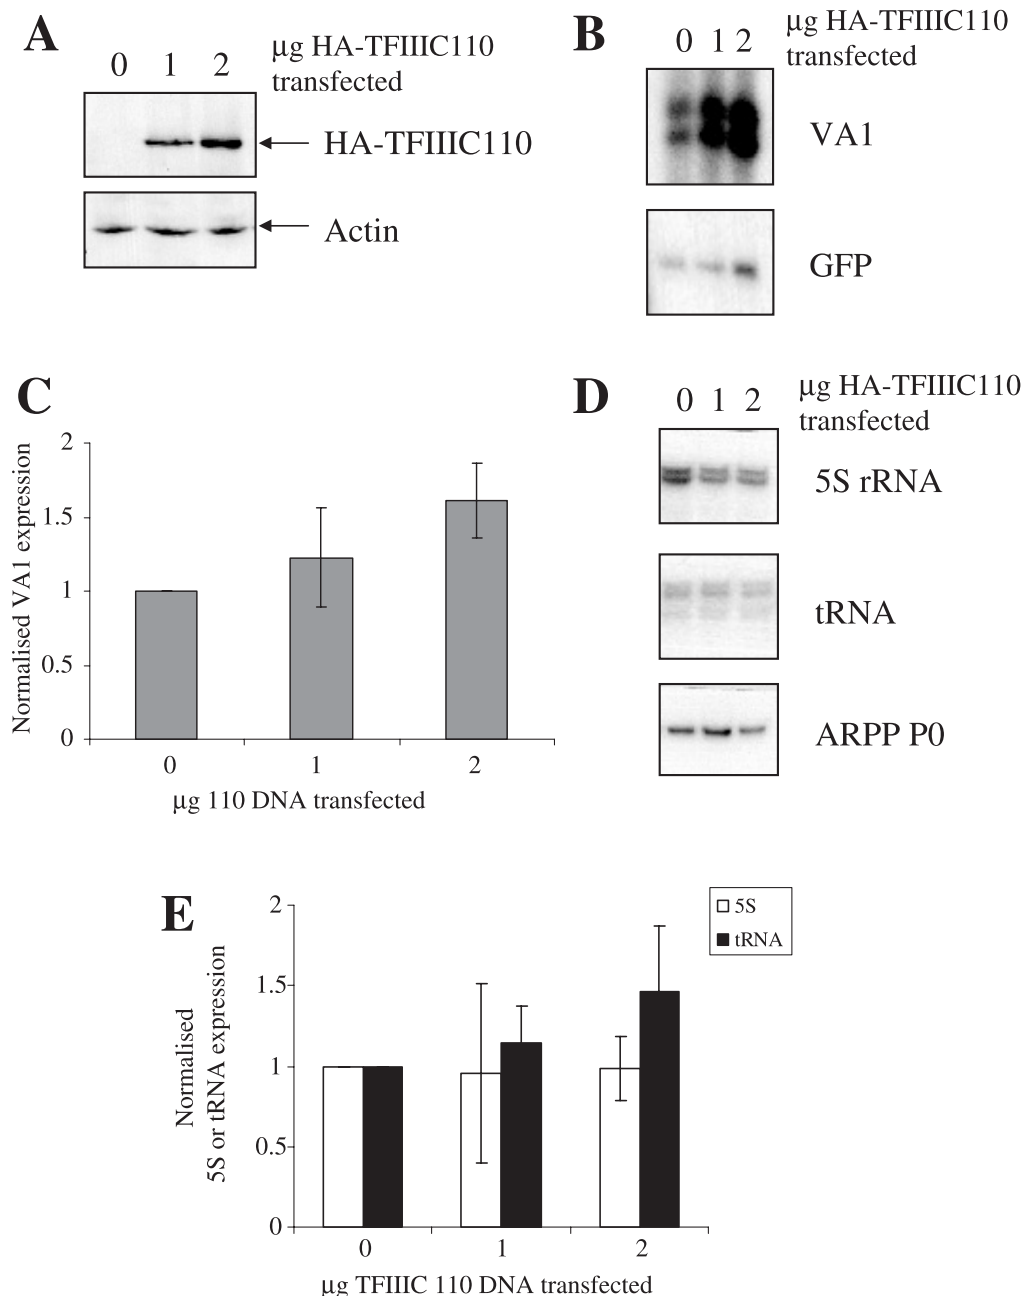 A
0 1 2
µg HA-TFIIIC110
transfected
HA-TFIIIC110
Actin
B
0 1 2
µg HA-TFIIIC110
transfected
VA1
GFP
C
Normalised VA1 expression
2
1.5
1
0.5
0
0 1 2
µg 110 DNA transfected
D
0 1 2
µg HA-TFIIIC110
transfected
5S rRNA
tRNA
ARPP P0
E
Normalised
5S or tRNA expression
2
1.5
1
0.5
0
5S
tRNA
0 1 2
µg TFIIIC 110 DNA transfected